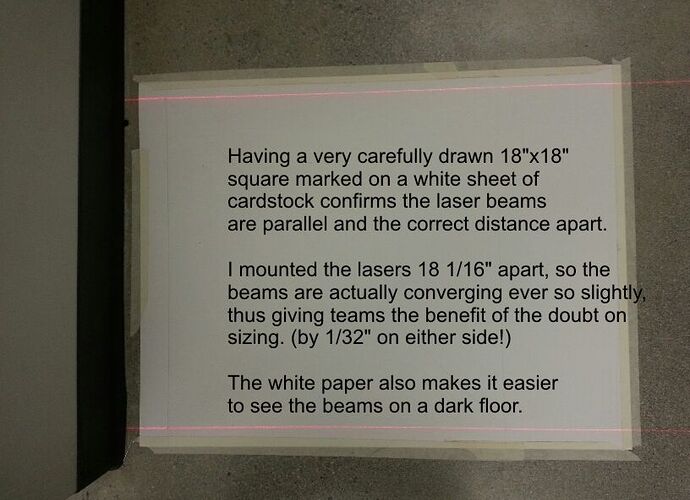 Having a very carefully drawn 18"x18"
square marked on a white sheet of
cardstock confirms the laser beams
are parallel and the correct distance apart.
I mounted the lasers 18 1/16" apart, so the
beams are actually converging ever so slightly,
thus giving teams the benefit of the doubt on
sizing. (by 1/32" on either side!)
The white paper also makes it easier
to see the beams on a dark floor.